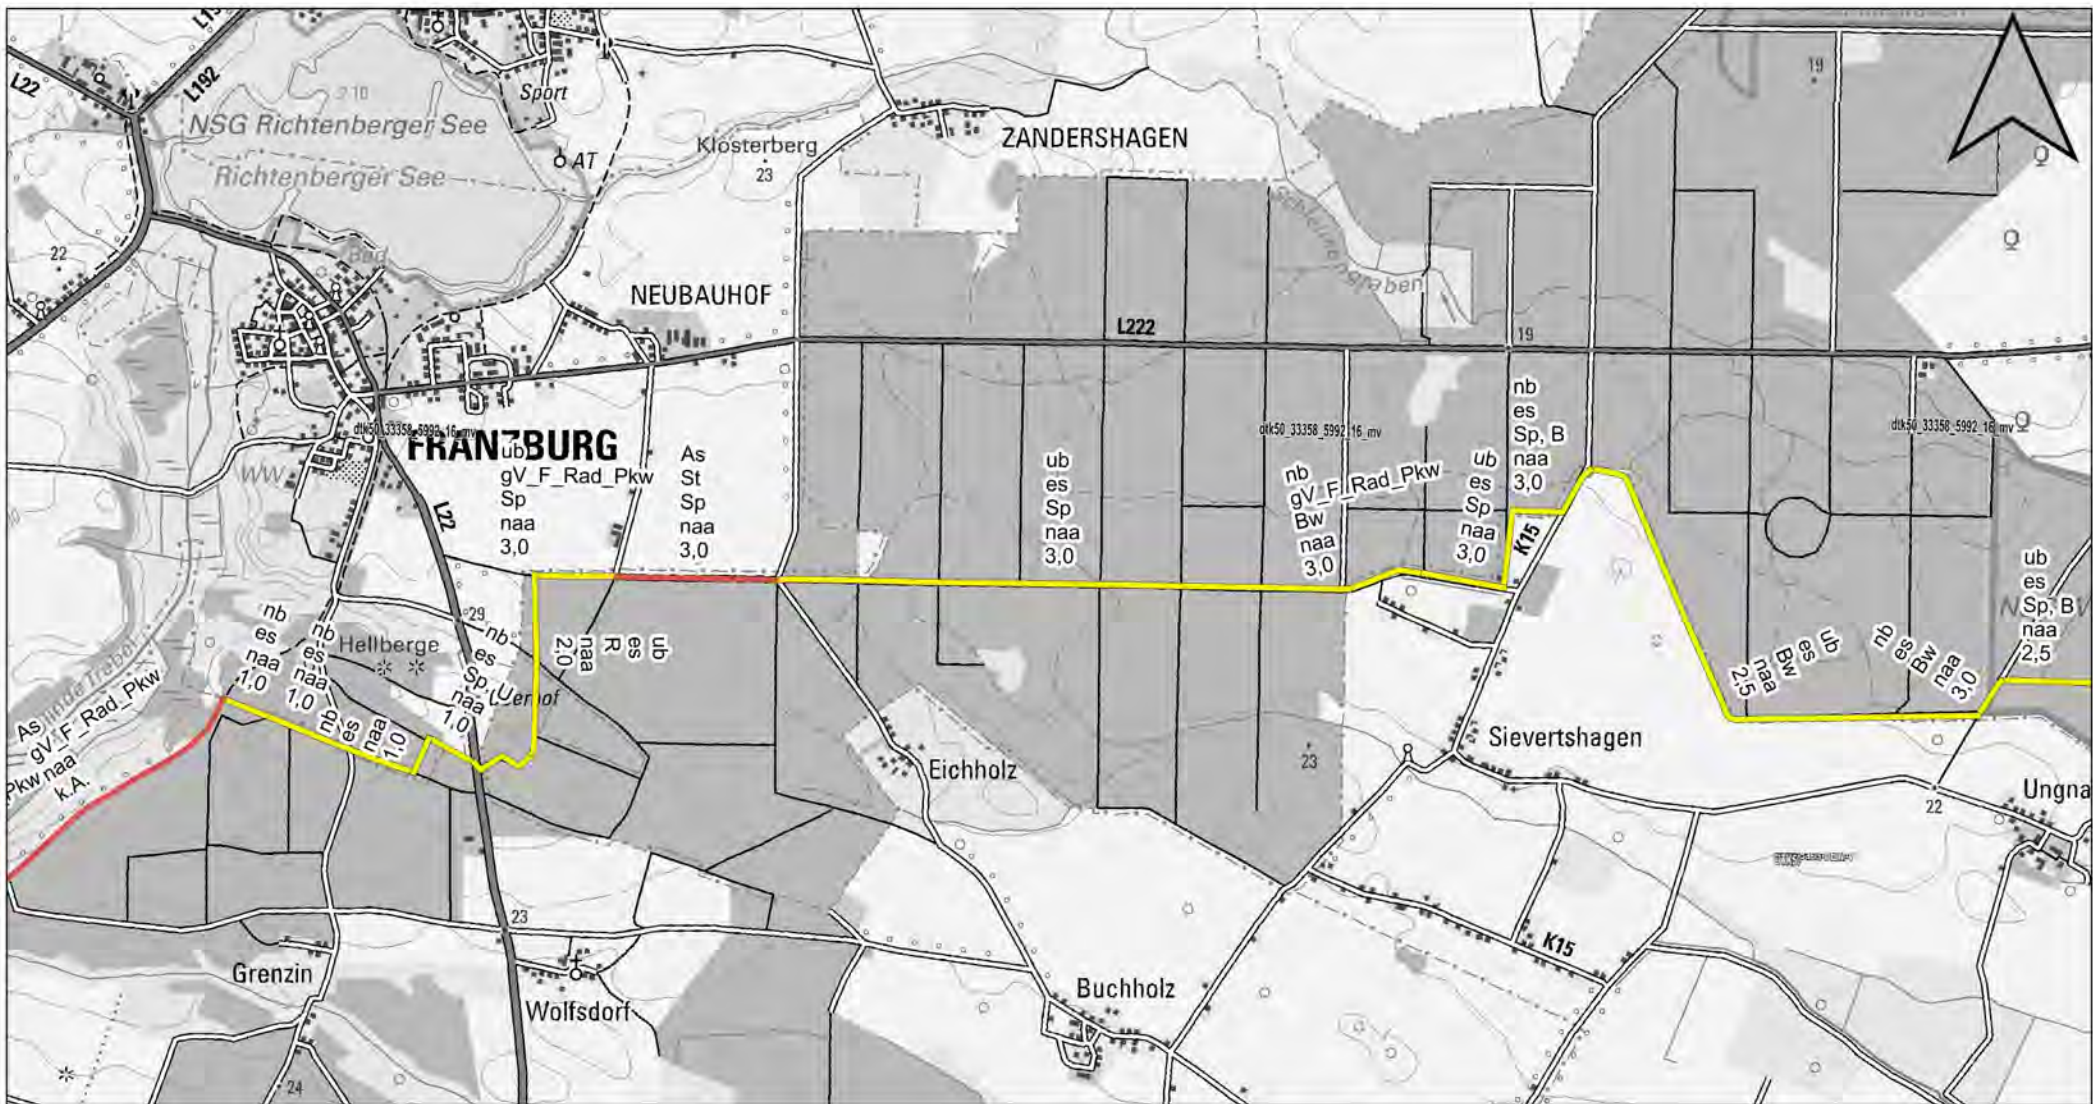 L22
L192
Sport
210
NSG Richtenberger See
Richtenberger See
AT
Klosterberg
23
ZANDERSHAGEN
19
22
Bad
Schleimengraben
NEUBAUHOF
L222
19
dtk50_33358_5992_16_mv
dtk50_33358_5992_16_mv
dtk50_33358_5992_16_mv
FRANZBURG
WW
L22
ub
gV_F_Rad_Pkw
Sp
naa
3,0
As
St
Sp
naa
3,0
ub
es
Sp
naa
3,0
nb
gV_F_Rad_Pkw
Bw
naa
3,0
ub
es
Sp
naa
3,0
nb
es
Sp, B
naa
3,0
K15
ub
es
Sp, B
naa
2,5
nb
es
naa
1,0
nb
es
naa
1,0
nb
es
naa
1,0
Hellberge
29
nb
es
Sp, U
naa
1,0
ub
es
R
naa
2,0
ub
es
Bw
naa
2,5
nb
es
Bw
naa
3,0
As
gV_F_Rad_Pkw
Pkw naa
k.A.
Eichholz
23
Sievertshagen
22
Ungna
23
K15
Grenzin
Wolfsdorf
Buchholz
24